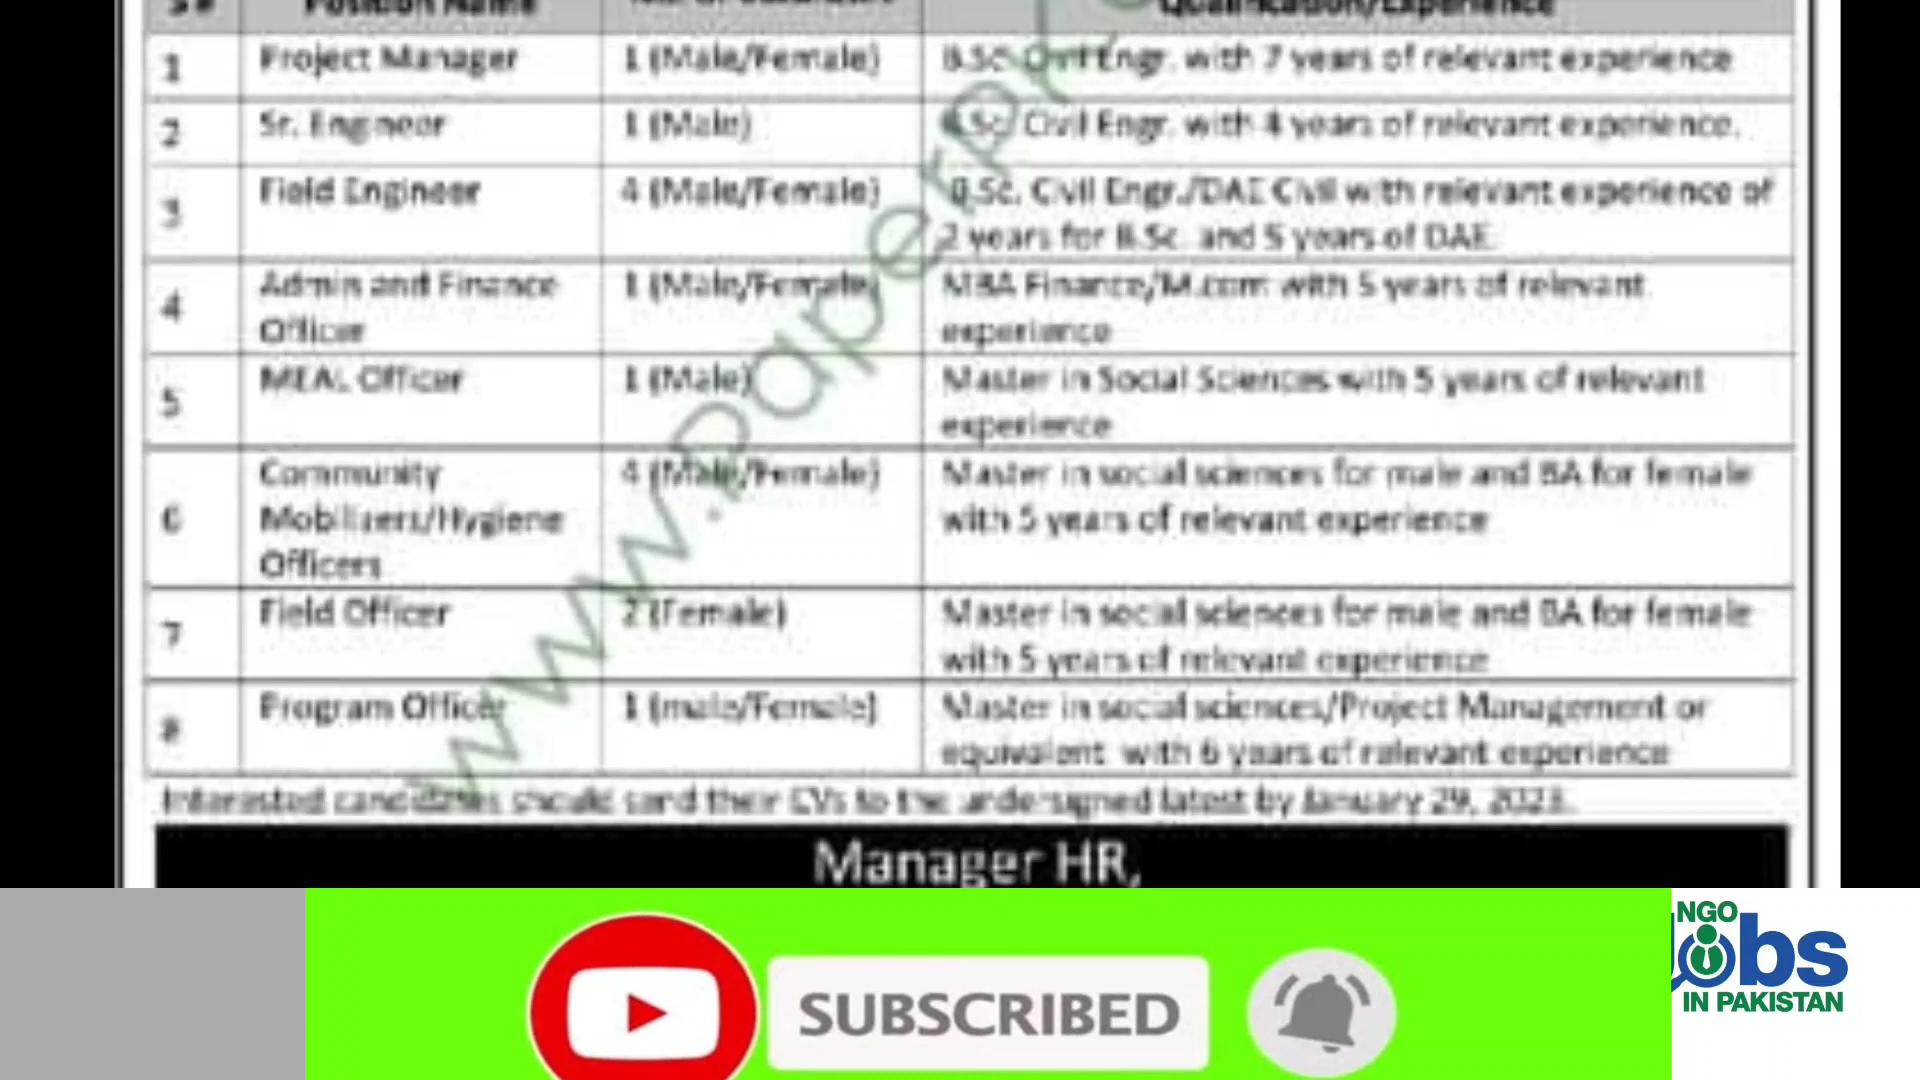 S# Position Name Qualification/Experience
1 Project Manager 1 (Male/Female) B.Sc. Civil Engr. with 7 years of relevant experience
2 Sr. Engineer 1 (Male) B.Sc. Civil Engr. with 4 years of relevant experience.
3 Field Engineer 4 (Male/Female) B.Sc. Civil Engr./DAE Civil with relevant experience of
2 years for B.Sc. and 5 years of DAE.
4 Admin and Finance 1 (Male/Female) MBA Finance/M.com with 5 years of relevant
Officer experience
5 MEAL Officer 1 (Male) Master in Social Sciences with 5 years of relevant
experience
6 Community 4 (Male/Female) Master in social sciences for male and BA for female
Mobilizers/Hygiene with 5 years of relevant experience
Officers
7 Field Officer 2 (Female) Master in social sciences for male and BA for female
with 5 years of relevant experience
8 Program Officer 1 (male/Female) Master in social sciences/Project Management or
equivalent with 6 years of relevant experience
Interested candidates should send their CVs to the undersigned latest by January 29, 2023.
Manager HR,
www.Paperpk
SUBSCRIBED
NGO
Jobs
IN PAKISTAN